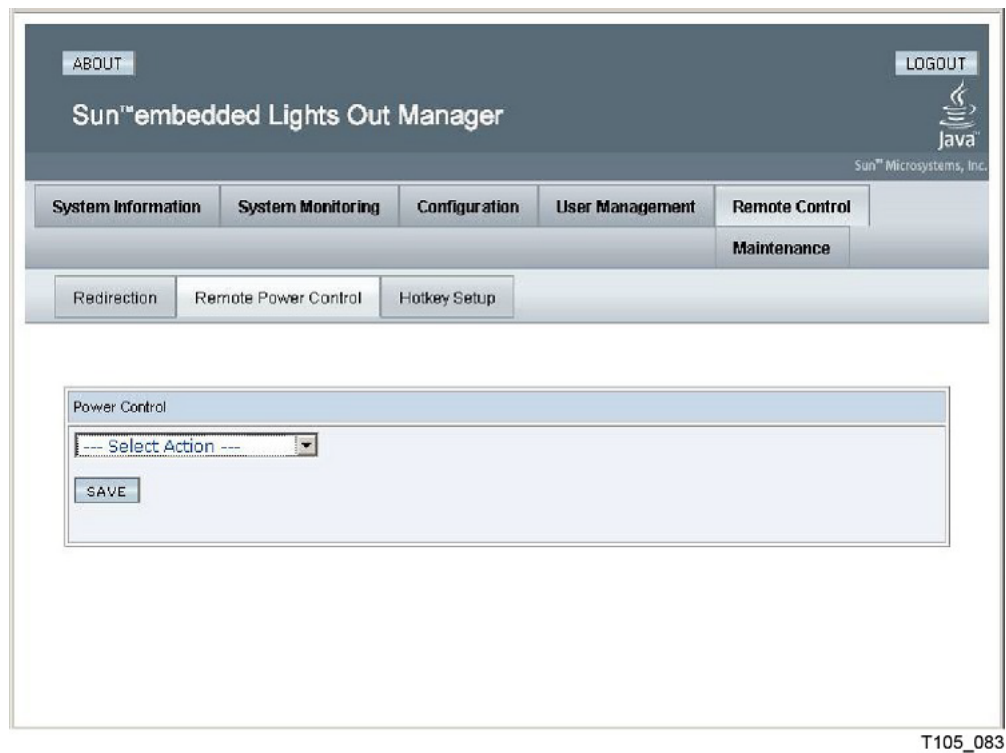 ABOUT
LOGOUT
Sun™embedded Lights Out Manager
Java™
Sun™ Microsystems, Inc.
System Information
System Monitoring
Configuration
User Management
Remote Control
Maintenance
Redirection
Remote Power Control
Hotkey Setup
Power Control
--- Select Action ---
SAVE
T105_083